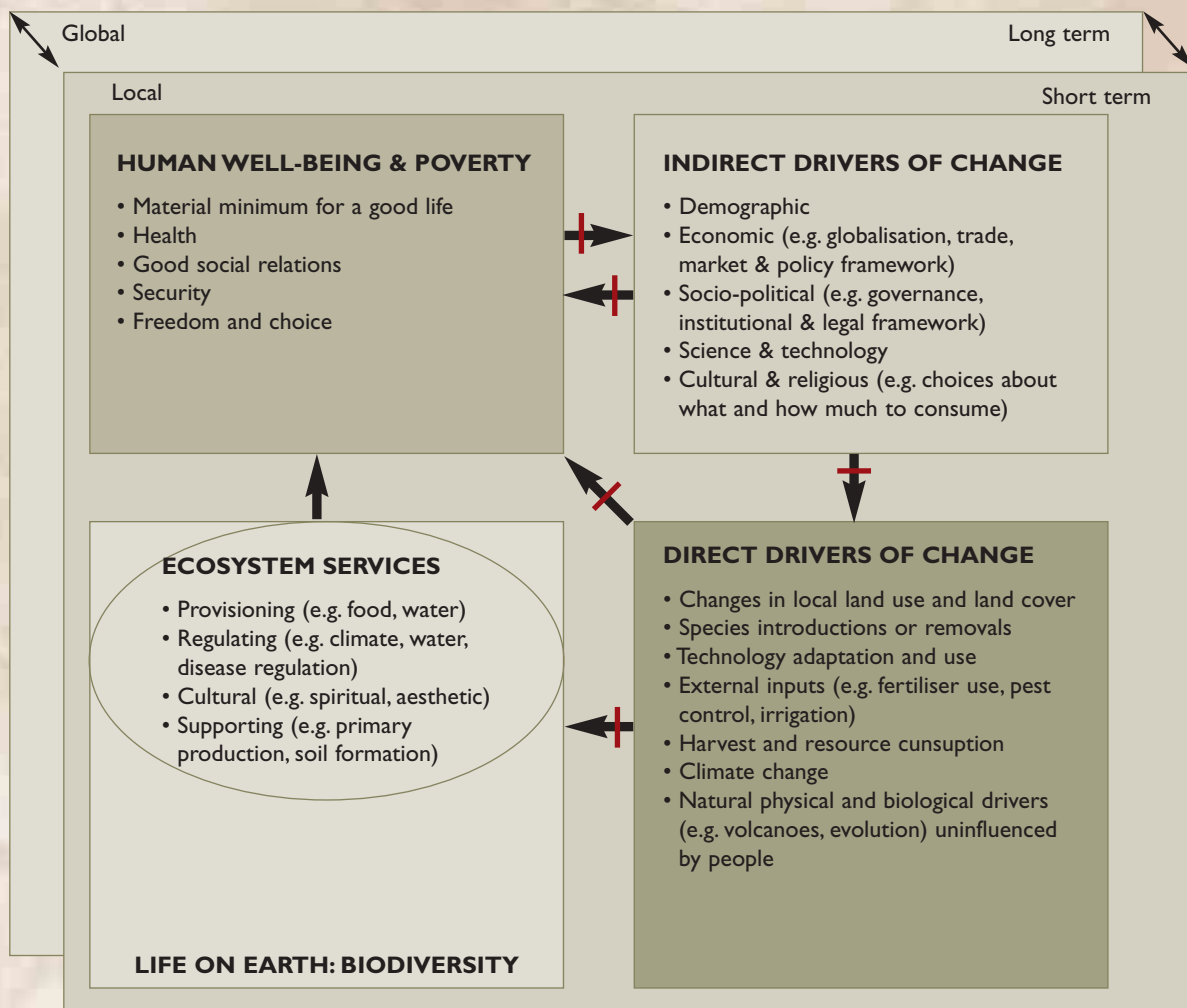 Global
Long term
Local
Short term
HUMAN WELL-BEING & POVERTY
• Material minimum for a good life
• Health
• Good social relations
• Security
• Freedom and choice
INDIRECT DRIVERS OF CHANGE
• Demographic
• Economic (e.g. globalisation, trade,
market & policy framework)
• Socio-political (e.g. governance,
institutional & legal framework)
• Science & technology
• Cultural & religious (e.g. choices about
what and how much to consume)
ECOSYSTEM SERVICES
• Provisioning (e.g. food, water)
• Regulating (e.g. climate, water,
disease regulation)
• Cultural (e.g. spiritual, aesthetic)
• Supporting (e.g. primary
production, soil formation)
LIFE ON EARTH: BIODIVERSITY
DIRECT DRIVERS OF CHANGE
• Changes in local land use and land cover
• Species introductions or removals
• Technology adaptation and use
• External inputs (e.g. fertiliser use, pest
control, irrigation)
• Harvest and resource cunsuption
• Climate change
• Natural physical and biological drivers
(e.g. volcanoes, evolution) uninfluenced
by people